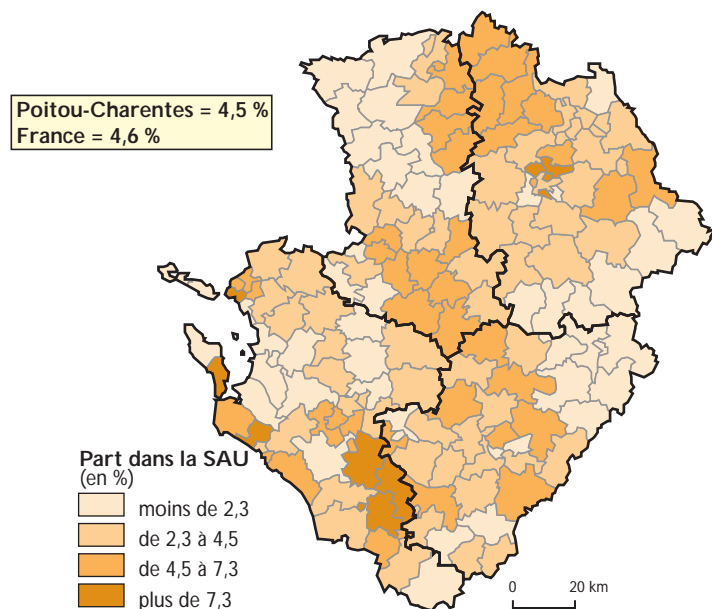 Poitou-Charentes = 4,5 %
France = 4,6 %
Part dans la SAU
(en %)
moins de 2,3
de 2,3 à 4,5
de 4,5 à 7,3
plus de 7,3
0 20 km